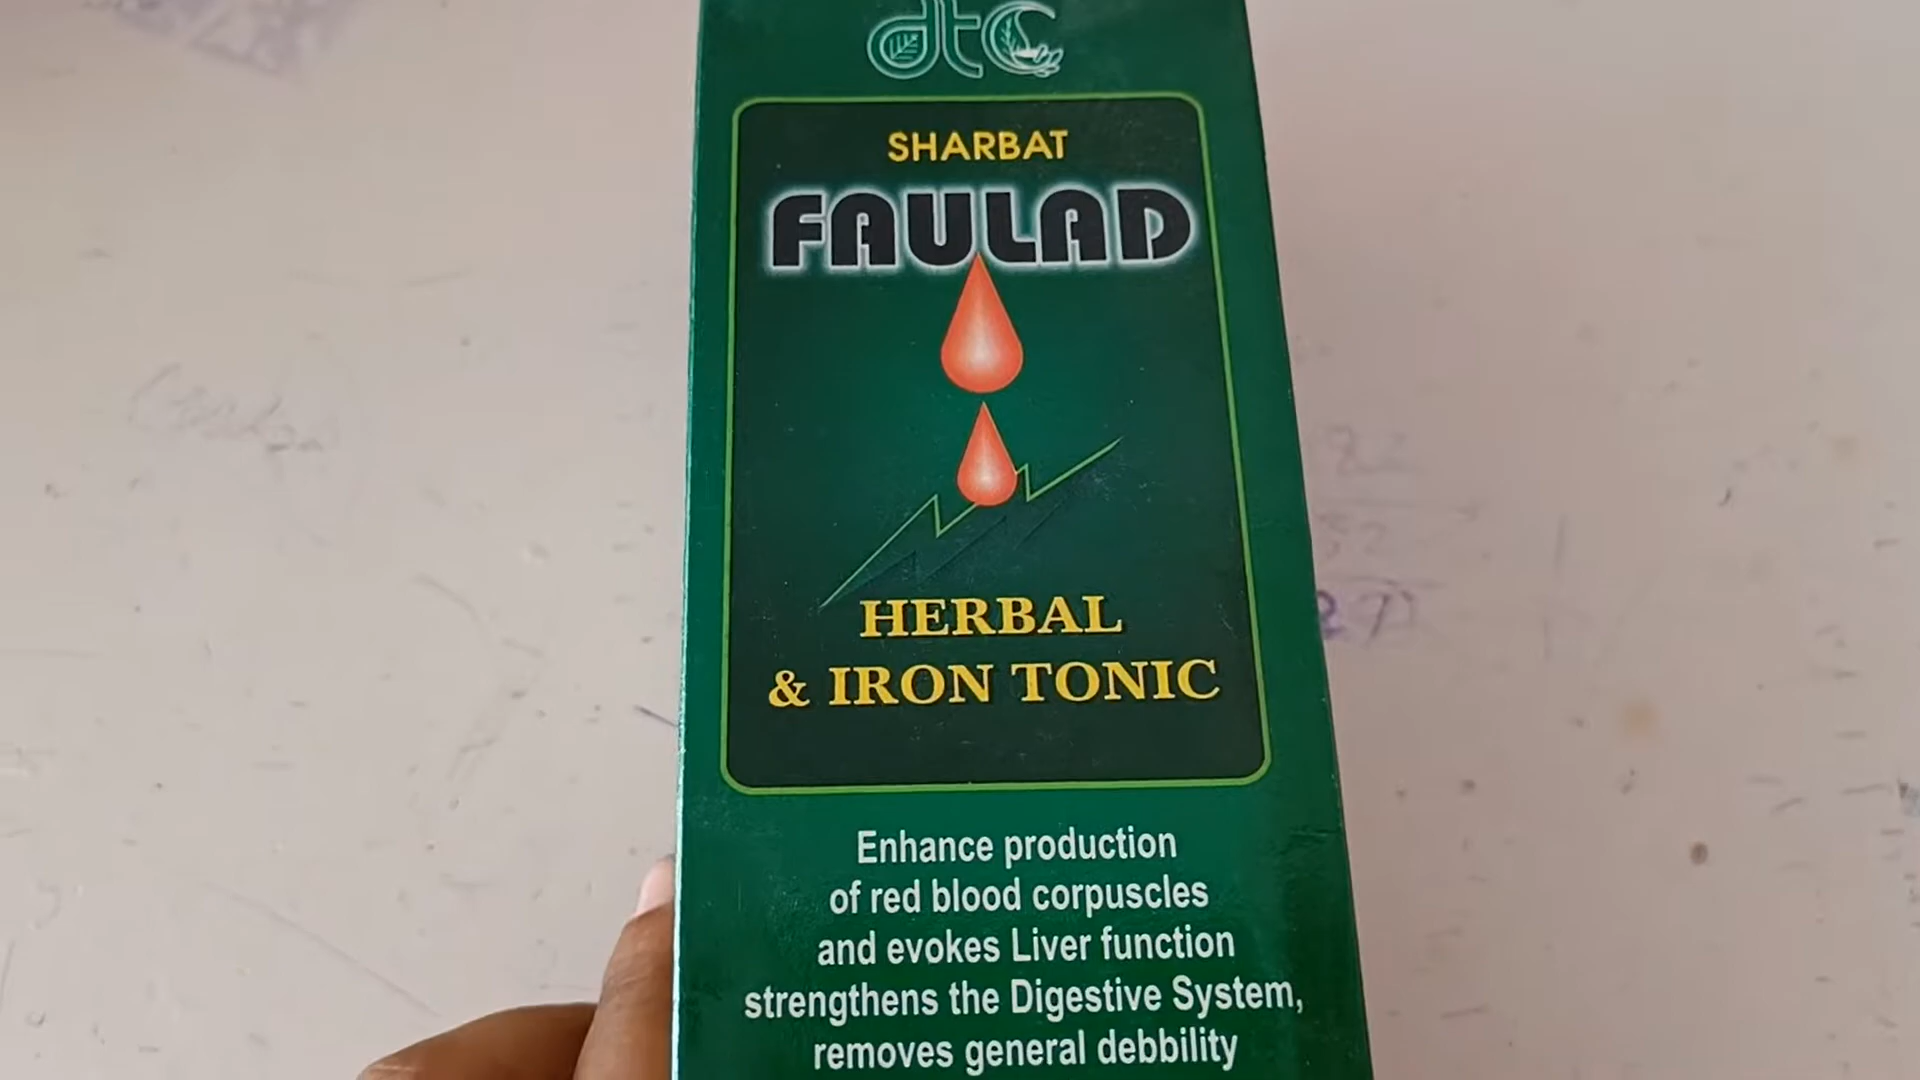 dtc
SHARBAT
FAULAD
HERBAL
& IRON TONIC
Enhance production
of red blood corpuscles
and evokes Liver function
strengthens the Digestive System,
removes general debbility